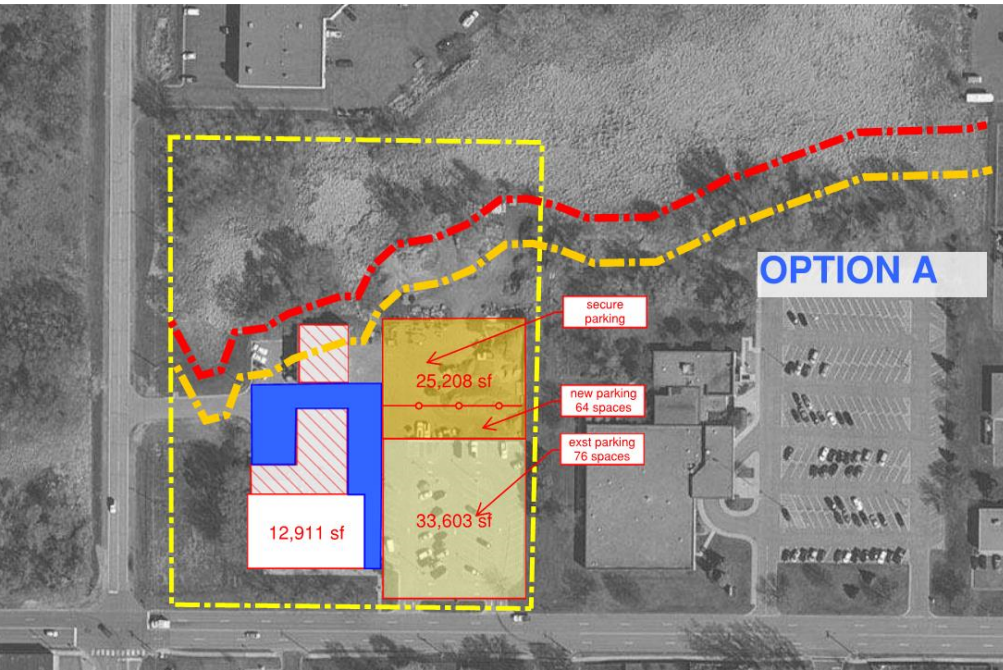 OPTION A
secure
parking
25,208 sf
new parking
64 spaces
exst parking
76 spaces
33,603 sf
12,911 sf